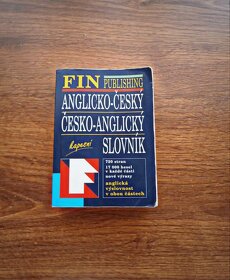 FIN PUBLISHING
ANGLICKO-ČESKÝ
ČESKO-ANGLICKÝ
kapesní SLOVNÍK
750 stran
17 000 hesel
v každé části
nové výrazy
anglická
výslovnost
v obou částech